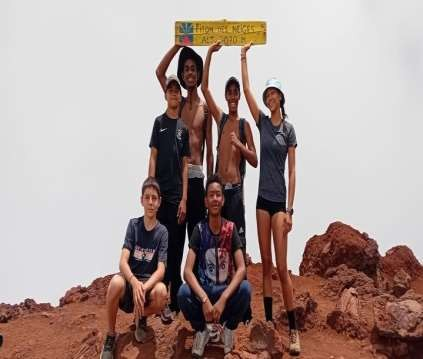 PITON DES NEIGES
ALT. 3070 M